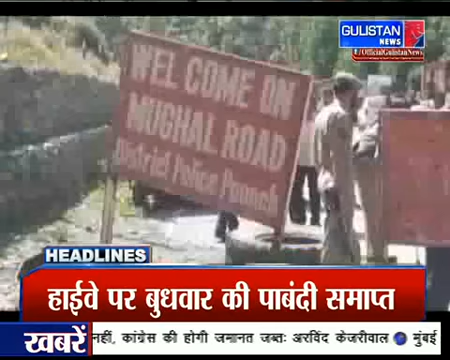 GULISTAN
NEWS
f/OfficialGulistanNews
WEL COME ON
MUGHAL ROAD
District Police Poonch
HEADLINES
हाईवे पर बुधवार की पाबंदी समाप्त
खबरें
नहीं, कांग्रेस की होगी जमानत जब्तः अरविंद केजरीवाल मुंबई